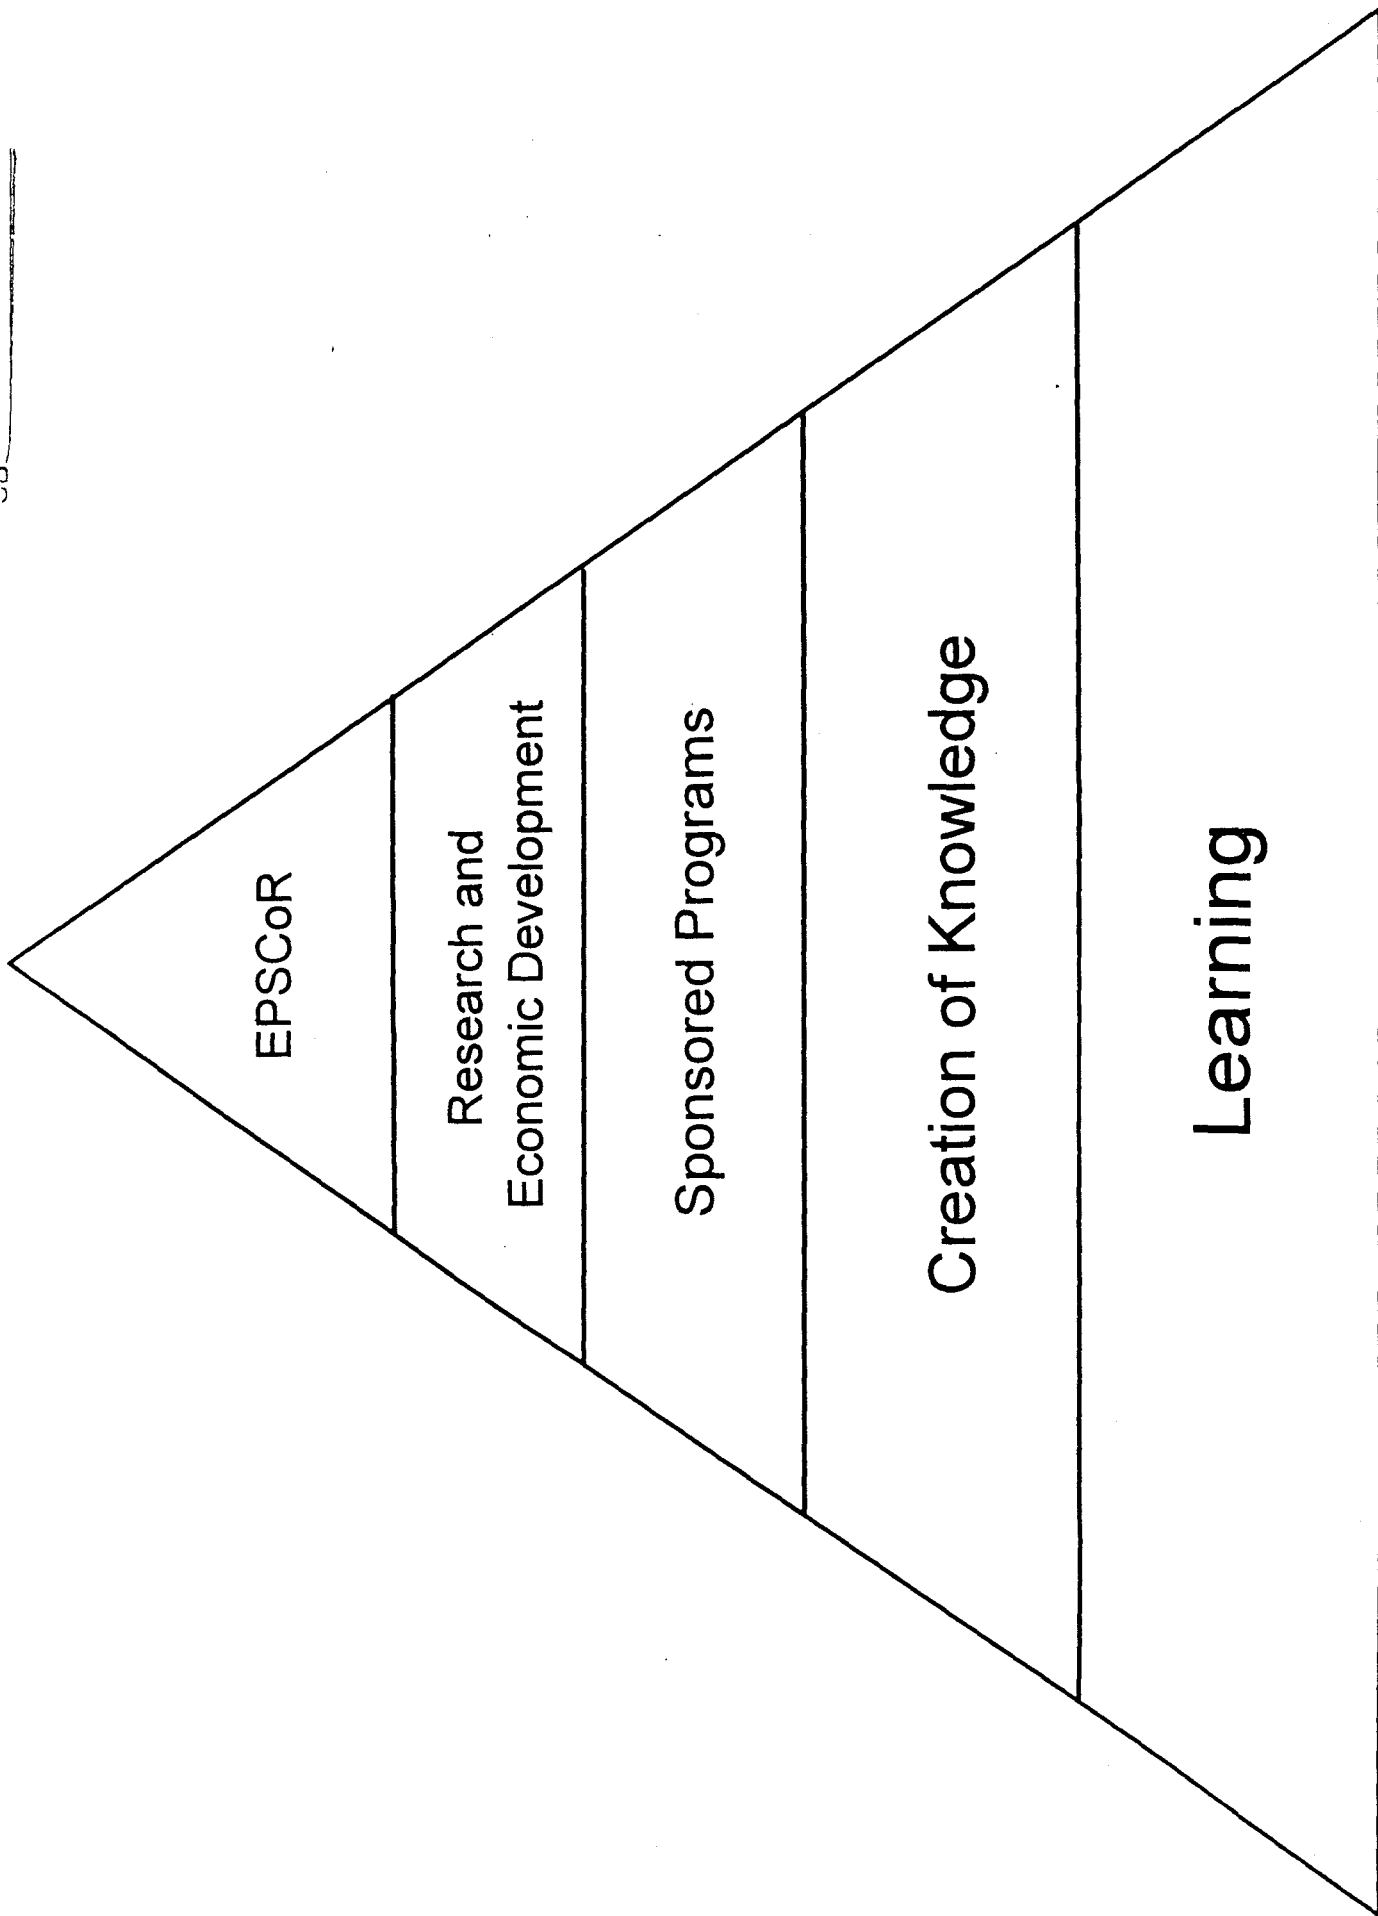 EPSCoR
Research and
Economic Development
Sponsored Programs
Creation of Knowledge
Learning